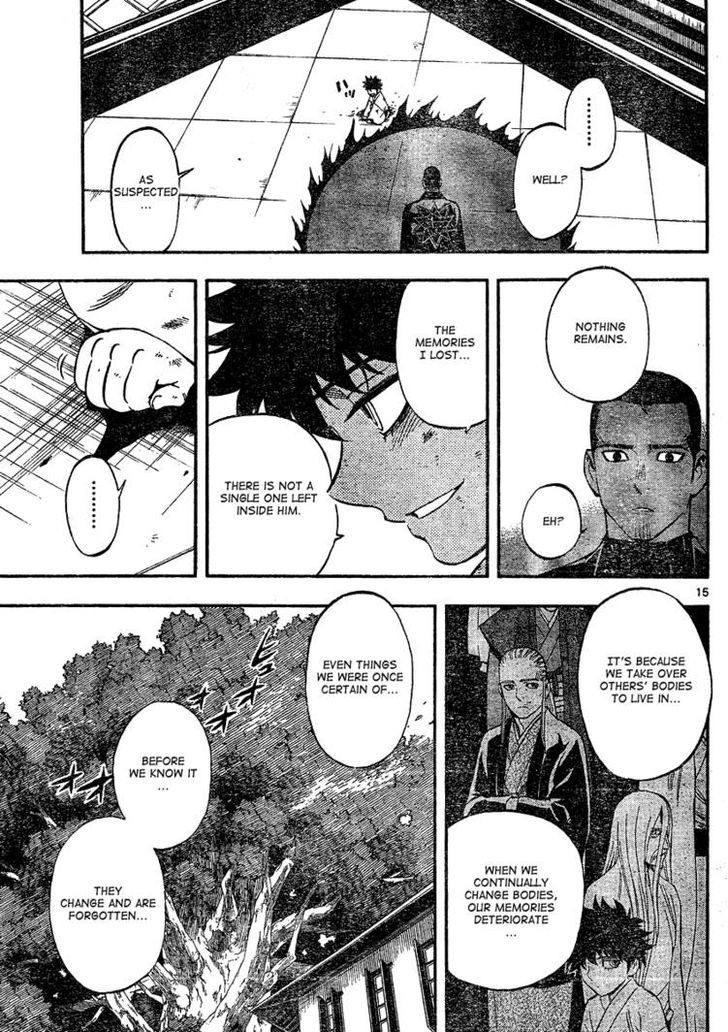 ......
WELL?
AS
SUSPECTED
...
NOTHING
REMAINS.
EH?
THE
MEMORIES
I LOST...
THERE IS NOT A
SINGLE ONE LEFT
INSIDE HIM.
......
15
IT'S BECAUSE
WE TAKE OVER
OTHERS' BODIES
TO LIVE IN...
WHEN WE
CONTINUALLY
CHANGE BODIES,
OUR MEMORIES
DETERIORATE
...
EVEN THINGS
WE WERE ONCE
CERTAIN OF...
BEFORE
WE KNOW IT
...
THEY
CHANGE AND ARE
FORGOTTEN...